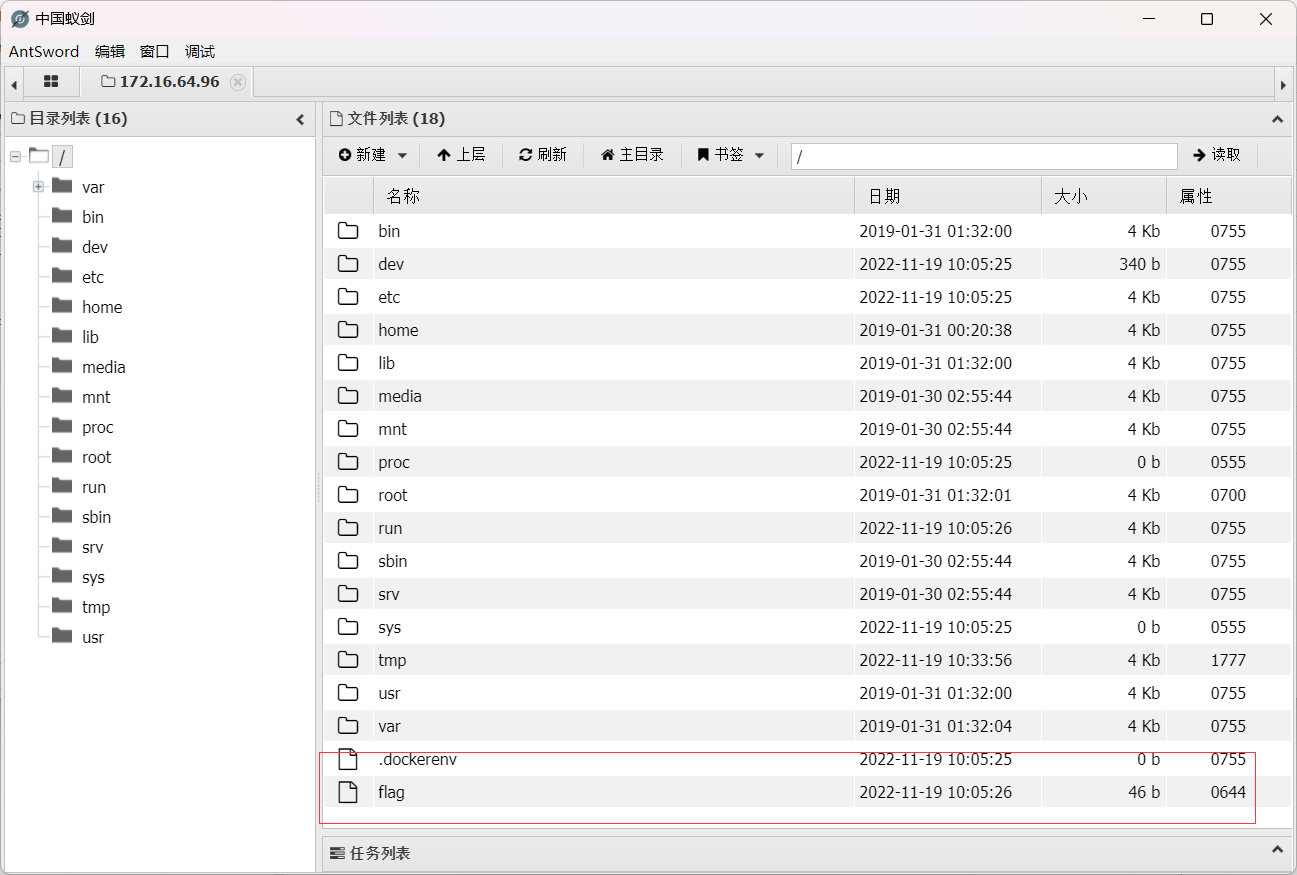 中国蚁剑
AntSword 编辑 窗口 调试
172.16.64.96
目录列表 (16)
/
var
bin
dev
etc
home
lib
media
mnt
proc
root
run
sbin
srv
sys
tmp
usr
文件列表 (18)
新建 上层 刷新 主目录 书签 / 读取
名称 日期 大小 属性
bin 2019-01-31 01:32:00 4 Kb 0755
dev 2022-11-19 10:05:25 340 b 0755
etc 2022-11-19 10:05:25 4 Kb 0755
home 2019-01-31 00:20:38 4 Kb 0755
lib 2019-01-31 01:32:00 4 Kb 0755
media 2019-01-30 02:55:44 4 Kb 0755
mnt 2019-01-30 02:55:44 4 Kb 0755
proc 2022-11-19 10:05:25 0 b 0555
root 2019-01-31 01:32:01 4 Kb 0700
run 2022-11-19 10:05:26 4 Kb 0755
sbin 2019-01-30 02:55:44 4 Kb 0755
srv 2019-01-30 02:55:44 4 Kb 0755
sys 2022-11-19 10:05:25 0 b 0555
tmp 2022-11-19 10:33:56 4 Kb 1777
usr 2019-01-31 01:32:00 4 Kb 0755
var 2019-01-31 01:32:04 4 Kb 0755
.dockerenv 2022-11-19 10:05:25 0 b 0755
flag 2022-11-19 10:05:26 46 b 0644
任务列表